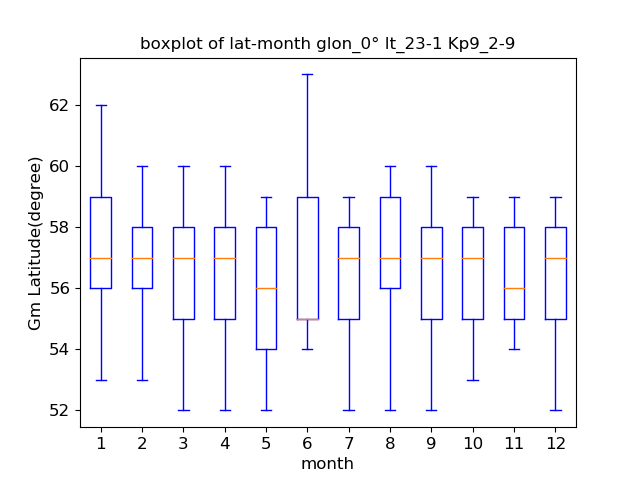 boxplot of lat-month glon_0° lt_23-1 Kp9_2-9
Gm Latitude(degree)
62
60
58
56
54
52
1 2 3 4 5 6 7 8 9 10 11 12
month